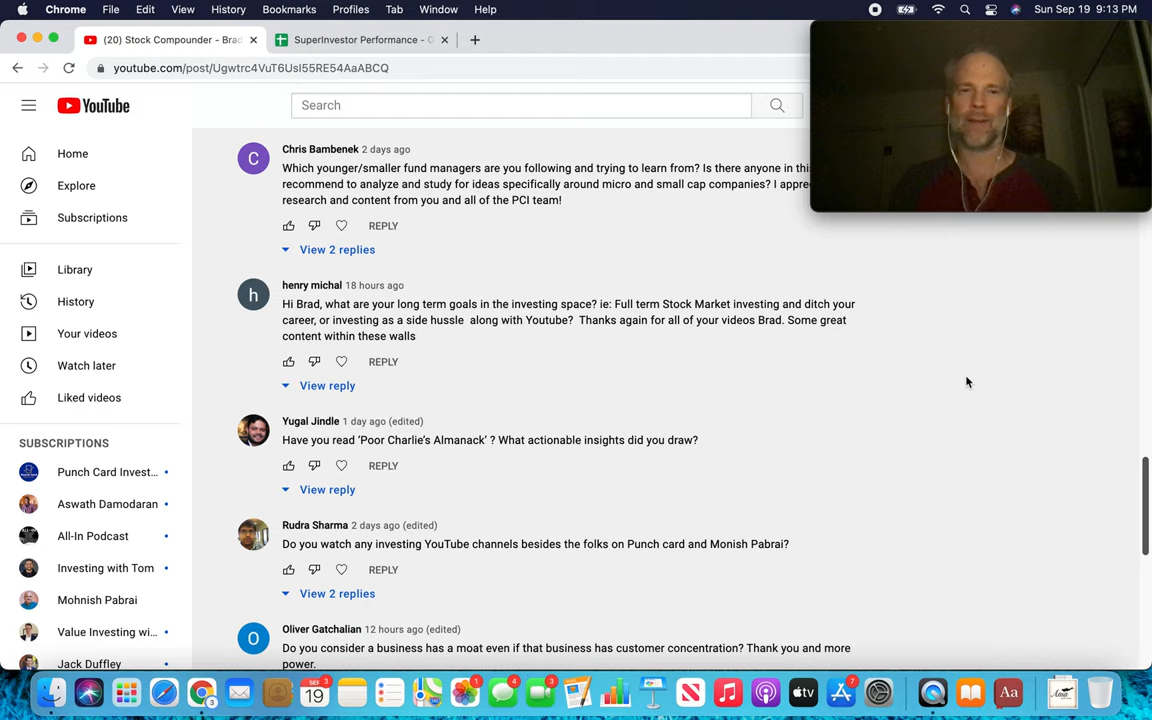 Chrome File Edit View History Bookmarks Profiles Tab Window Help Sun Sep 19 9:13 PM
(20) Stock Compounder - Brad
SuperInvestor Performance - G
youtube.com/post/Ugwtrc4VuT6UsI55RE54AaABCQ
YouTube
Search
Home
Explore
Subscriptions
Library
History
Your videos
Watch later
Liked videos
SUBSCRIPTIONS
Punch Card Invest...
Aswath Damodaran
All-In Podcast
Investing with Tom
Mohnish Pabrai
Value Investing wi...
Jack Duffley
C
Chris Bambenek 2 days ago
Which younger/smaller fund managers are you following and trying to learn from? Is there anyone in thi
recommend to analyze and study for ideas specifically around micro and small cap companies? I appre
research and content from you and all of the PCI team!
REPLY
View 2 replies
h
henry michal 18 hours ago
Hi Brad, what are your long term goals in the investing space? ie: Full term Stock Market investing and ditch your
career, or investing as a side hussle along with Youtube? Thanks again for all of your videos Brad. Some great
content within these walls
REPLY
View reply
Yugal Jindle 1 day ago (edited)
Have you read ‘Poor Charlie’s Almanack’ ? What actionable insights did you draw?
REPLY
View reply
Rudra Sharma 2 days ago (edited)
Do you watch any investing YouTube channels besides the folks on Punch card and Monish Pabrai?
REPLY
View 2 replies
O
Oliver Gatchalian 12 hours ago (edited)
Do you consider a business has a moat even if that business has customer concentration? Thank you and more
power.
3
SEP
19
3
1
4
3
tv
7
Aa